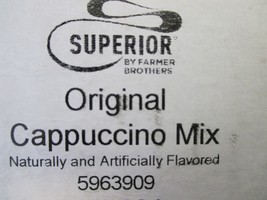 SUPERIOR®
BY FARMER
BROTHERS
Original
Cappuccino Mix
Naturally and Artificially Flavored
5963909